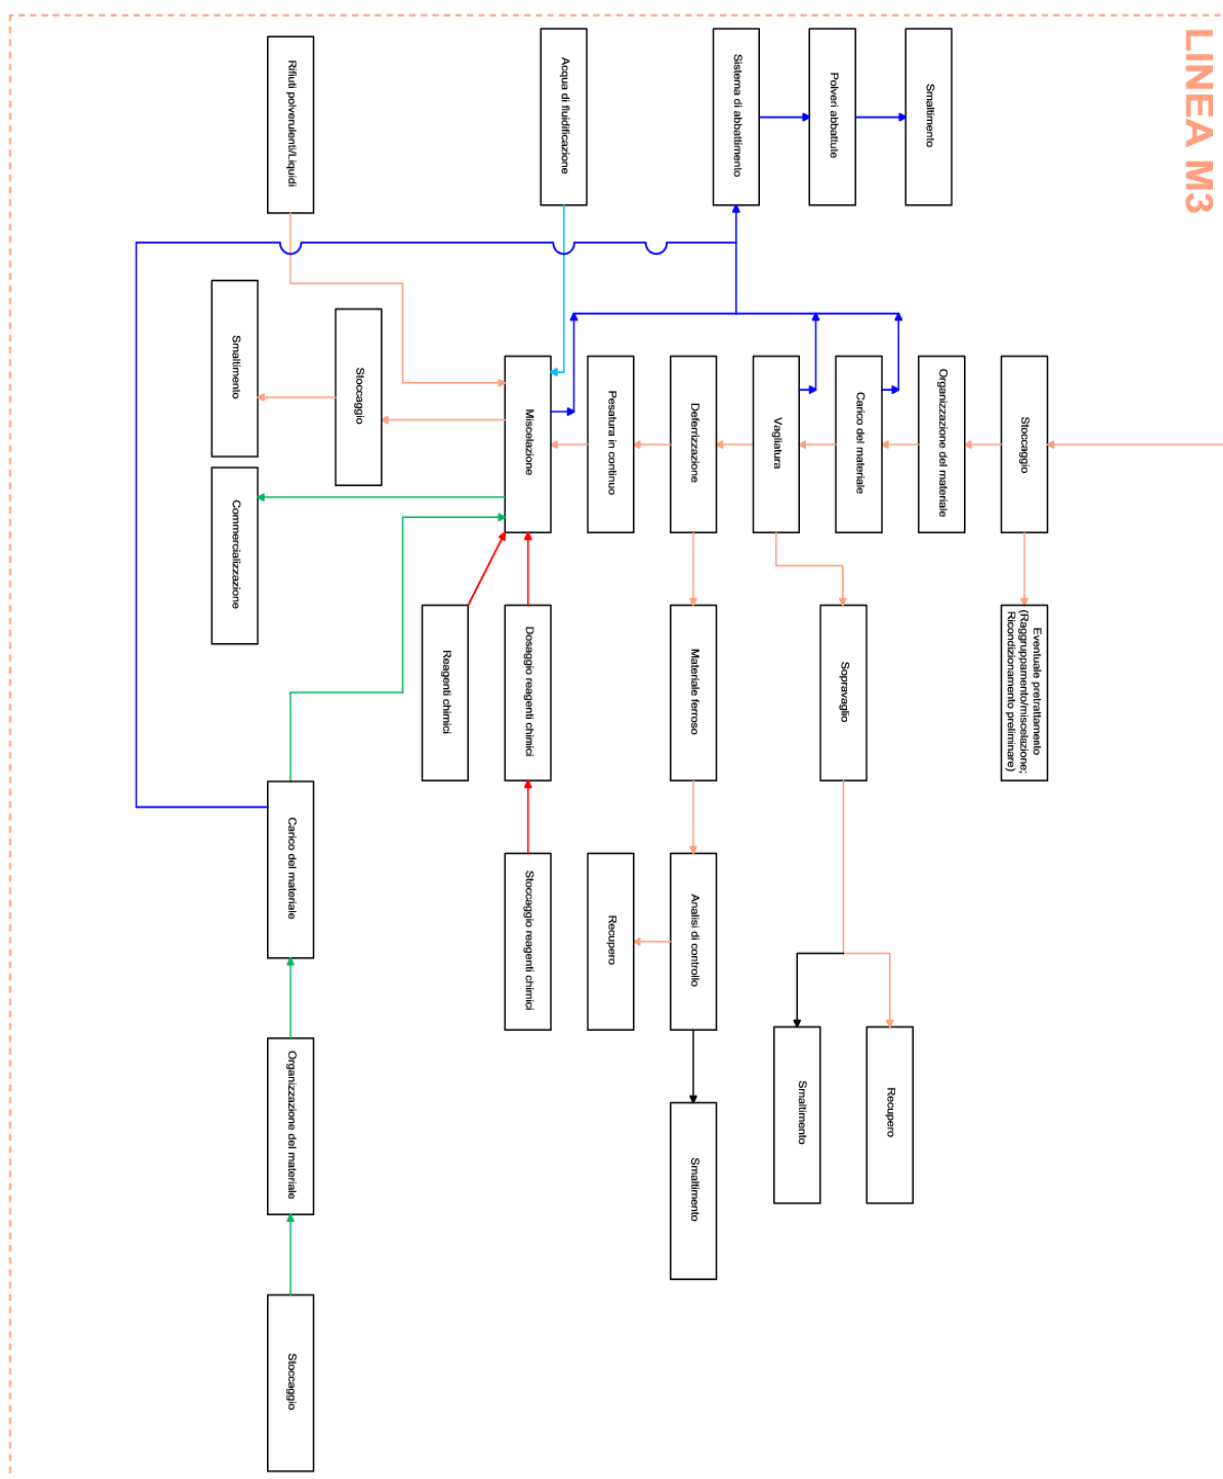 LINEA M3
Stoccaggio
Eventuale pretrattamento
(Raggruppamento/miscelazione;
Ricondizionamento preliminare)
Smaltimento
Organizzazione del materiale
Recupero
Carico del materiale
Sopravaglio
Polveri abbattute
Smaltimento
Vagliatura
Sistema di abbattimento
Deferrizzazione
Materiale ferroso
Analisi di controllo
Smaltimento
Pesatura in continuo
Recupero
Acqua di fluidificazione
Miscelazione
Dosaggio reagenti chimici
Stoccaggio reagenti chimici
Reagenti chimici
Stoccaggio
Rifiuti polverulenti/Liquidi
Carico del materiale
Organizzazione del materiale
Stoccaggio
Smaltimento
Commercializzazione